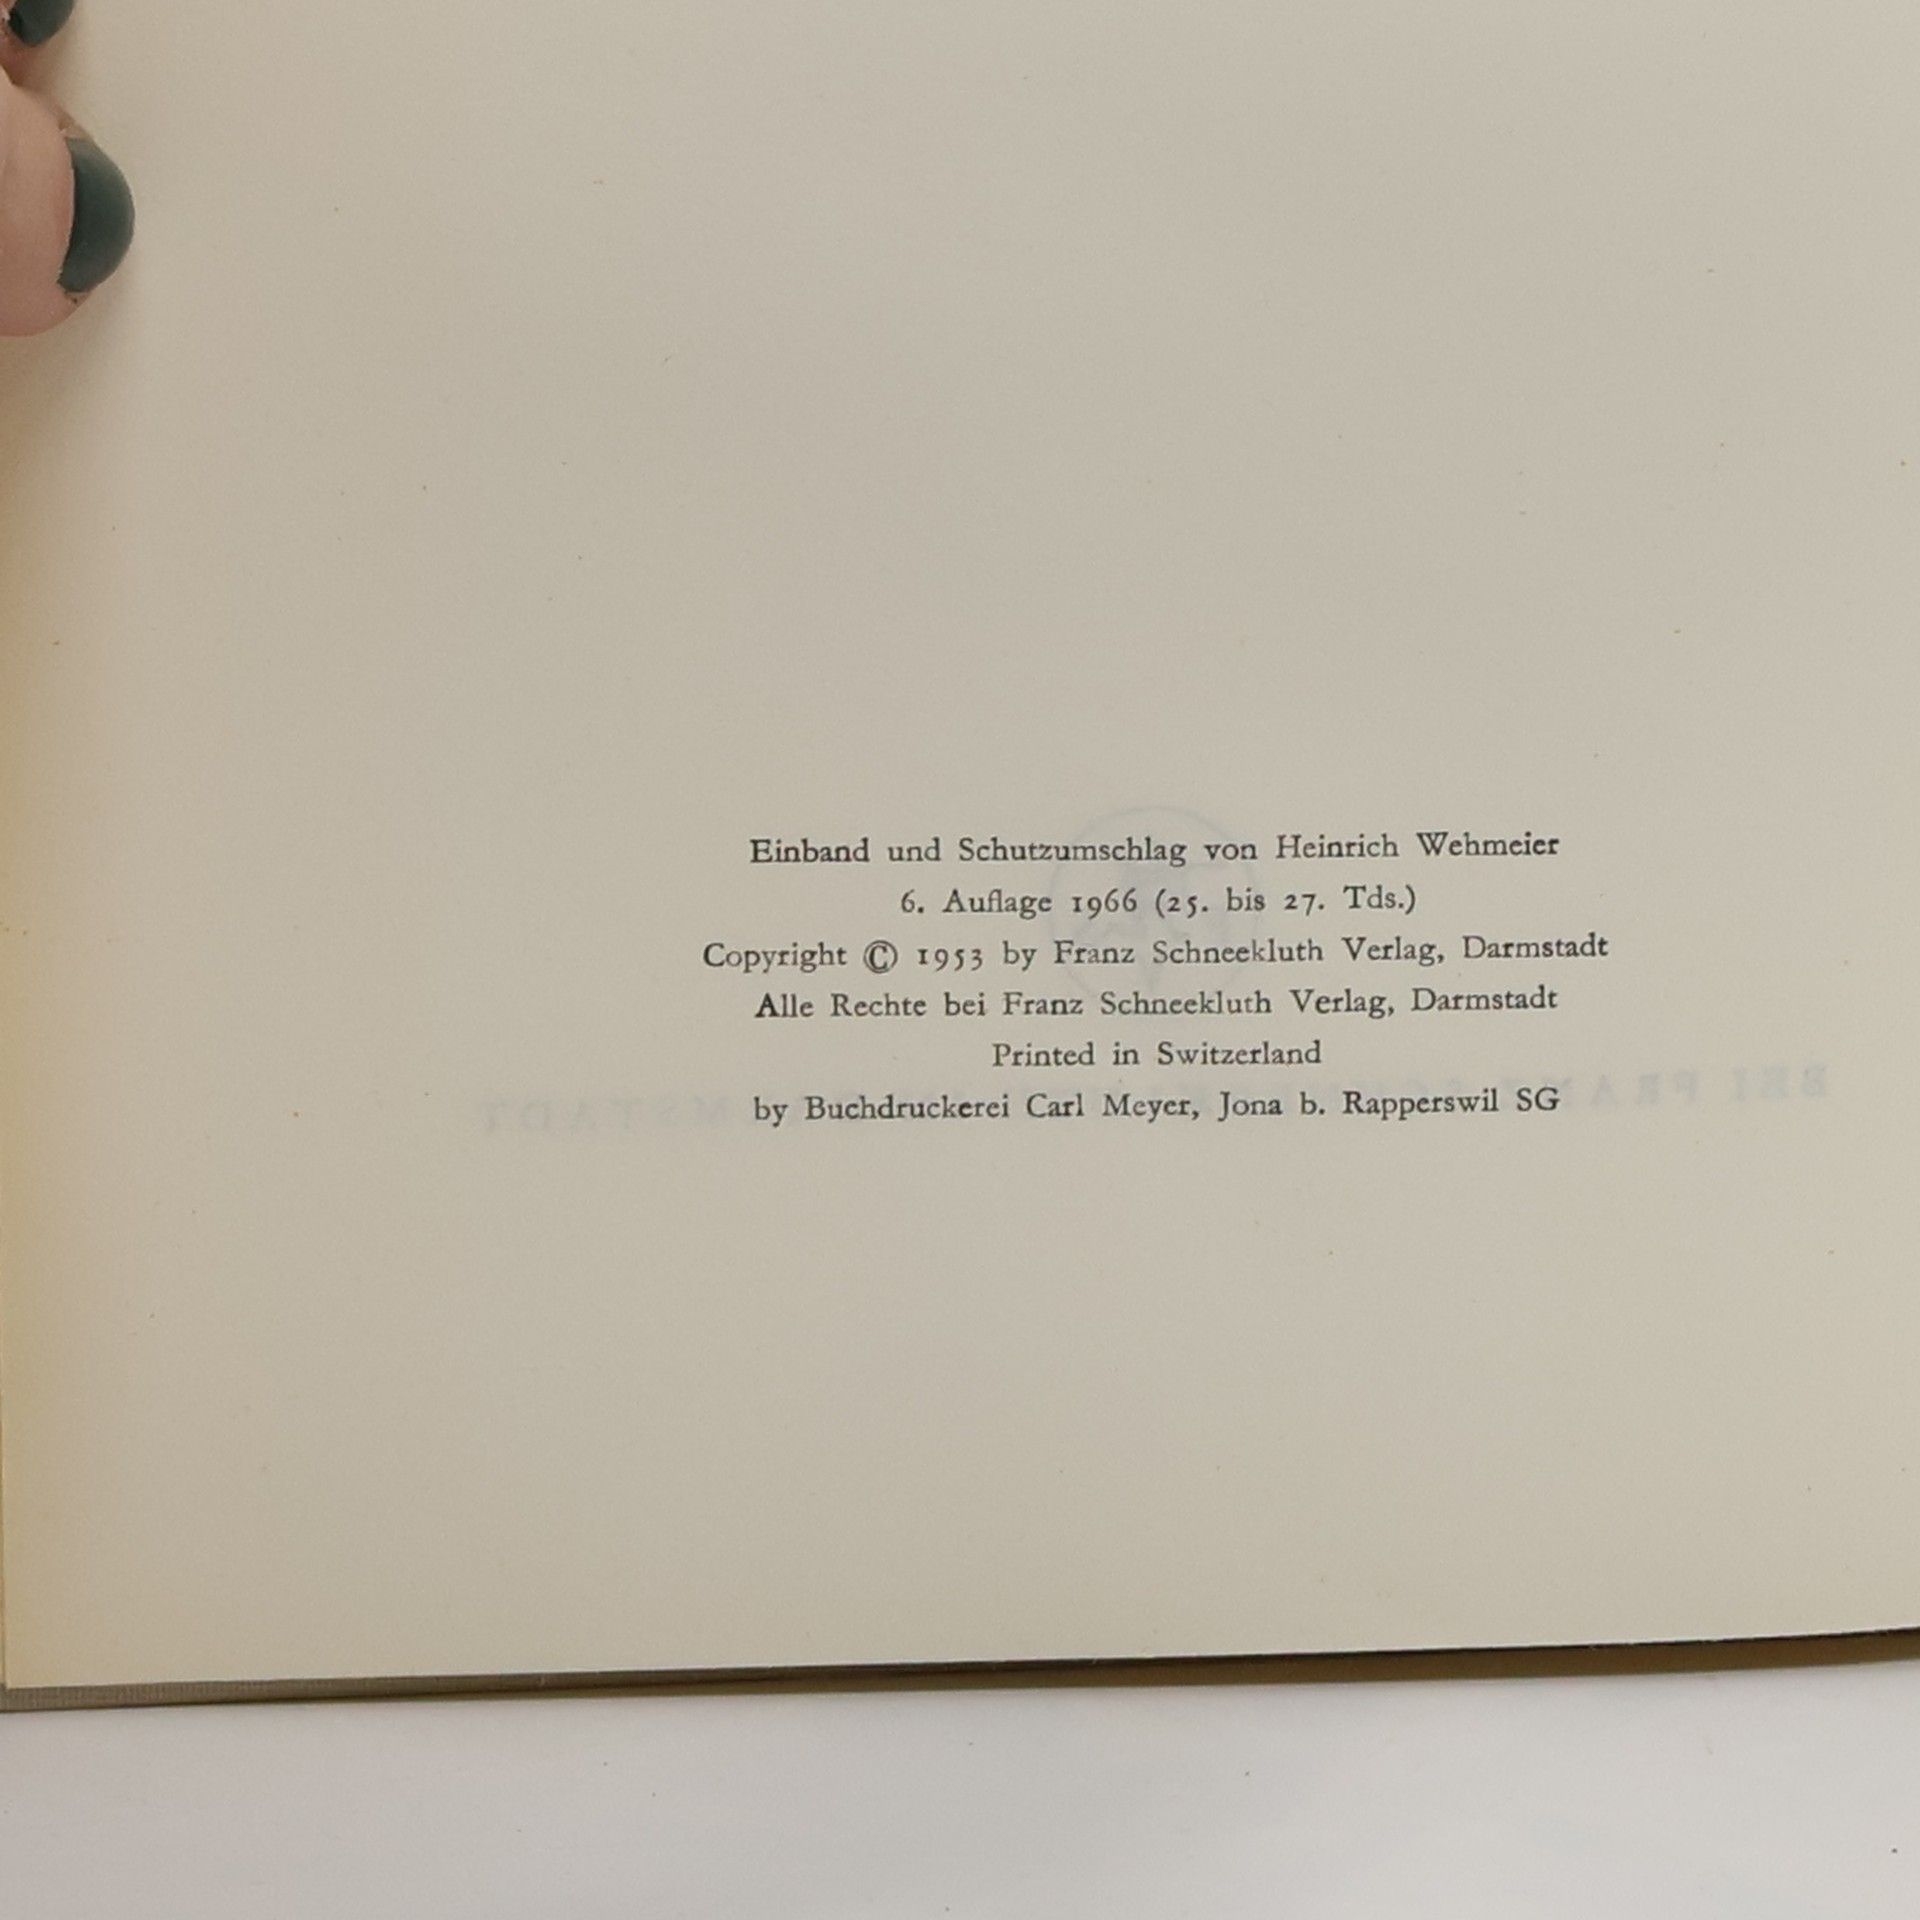 Einband und Schutzumschlag von Heinrich Wehmeier
6. Auflage 1966 (25. bis 27. Tds.)
Copyright © 1953 by Franz Schneekluth Verlag, Darmstadt
Alle Rechte bei Franz Schneekluth Verlag, Darmstadt
Printed in Switzerland
by Buchdruckerei Carl Meyer, Jona b. Rapperswil SG